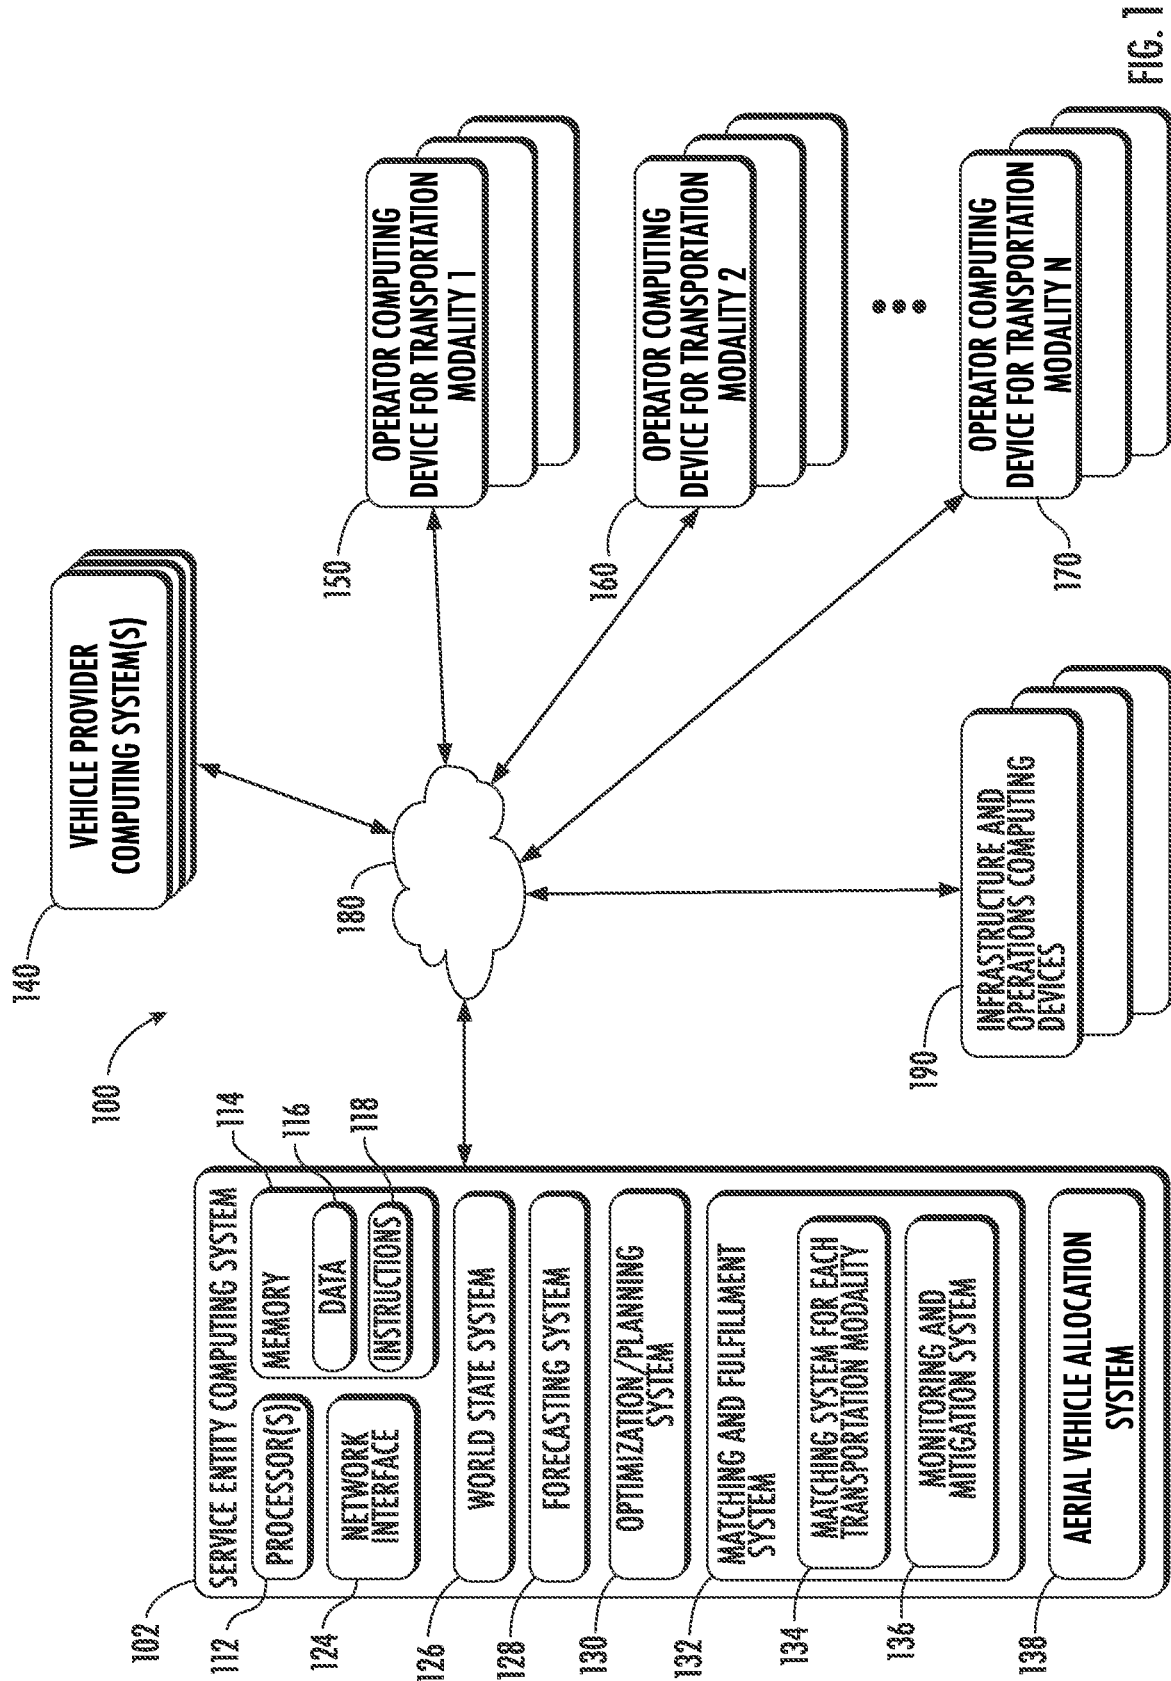 100
102
SERVICE ENTITY COMPUTING SYSTEM
112
PROCESSOR(S)
114
MEMORY
116
DATA
118
INSTRUCTIONS
124
NETWORK
INTERFACE
126
WORLD STATE SYSTEM
128
FORECASTING SYSTEM
130
OPTIMIZATION/PLANNING
SYSTEM
132
MATCHING AND FULFILLMENT
SYSTEM
134
MATCHING SYSTEM FOR EACH
TRANSPORTATION MODALITY
136
MONITORING AND
MITIGATION SYSTEM
138
AERIAL VEHICLE ALLOCATION
SYSTEM
140
VEHICLE PROVIDER
COMPUTING SYSTEM(S)
180
190
INFRASTRUCTURE AND
OPERATIONS COMPUTING
DEVICES
150
OPERATOR COMPUTING
DEVICE FOR TRANSPORTATION
MODALITY 1
160
OPERATOR COMPUTING
DEVICE FOR TRANSPORTATION
MODALITY 2
170
OPERATOR COMPUTING
DEVICE FOR TRANSPORTATION
MODALITY N
FIG. 1